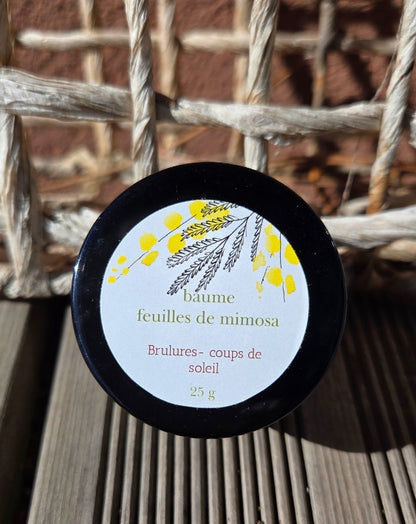 baume
feuilles de mimosa
Brulures- coups de
soleil
25 g